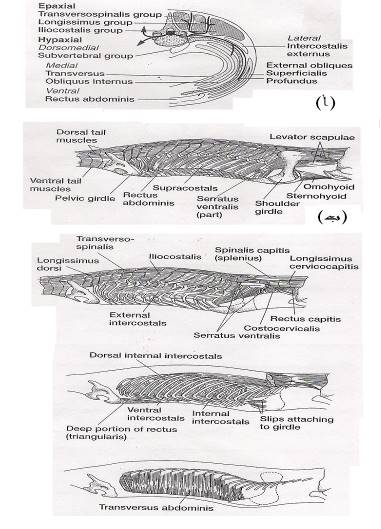 Epaxial
Transversospinalis group
Longissimus group
Iliocostalis group
Hypaxial
Dorsomedial
Subvertebral group
Medial
Transversus
Obliquus internus
Ventral
Rectus abdominis
Lateral
Intercostalis
externus
External obliques
Superficialis
Profundus
Dorsal tail
muscles
Levator scapulae
Ventral tail
muscles
Pelvic girdle
Rectus
abdominis
Supracostals
Serratus
ventralis
(part)
Shoulder
girdle
Omohyoid
Sternohyoid
Transverso-
spinalis
Longissimus
dorsi
Iliocostalis
Spinalis capitis
(splenius)
Longissimus
cervicocapitis
External
intercostals
Rectus capitis
Costocervicalis
Serratus ventralis
Dorsal internal intercostals
Ventral
intercostals
Internal
intercostals
Slips attaching
to girdle
Deep portion of rectus
(triangularis)
Transversus abdominis